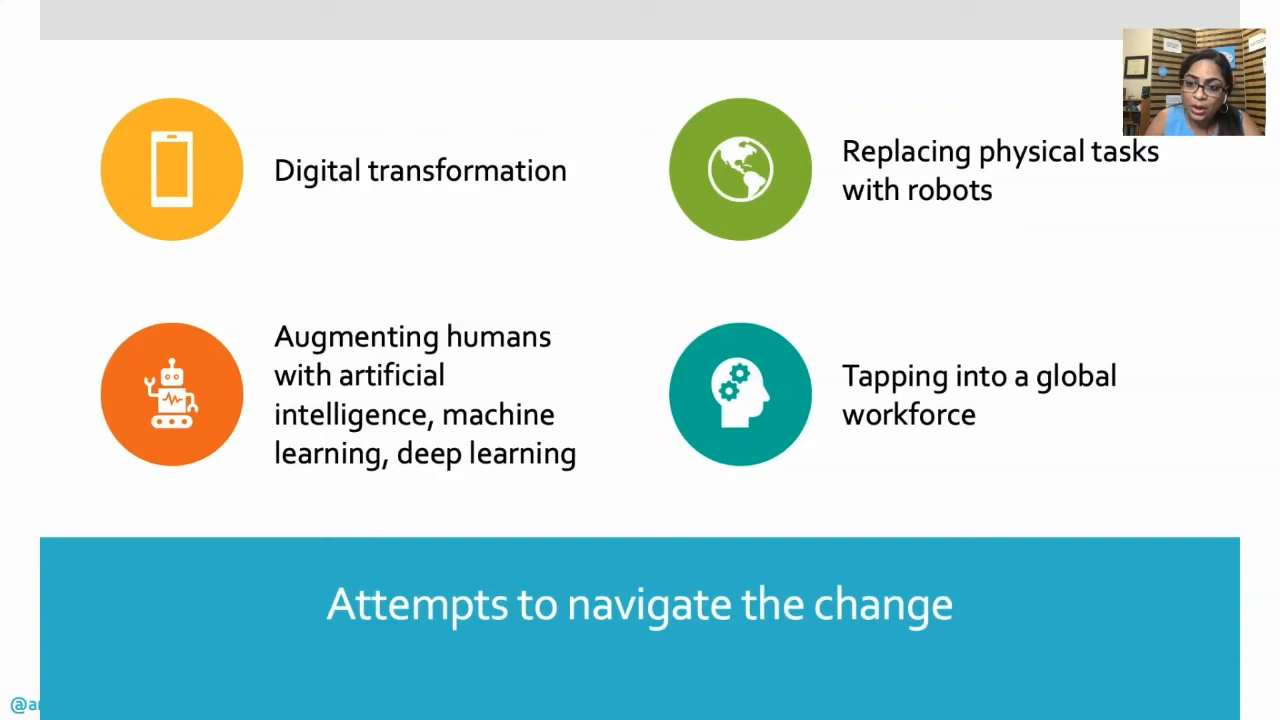 Digital transformation
Replacing physical tasks
with robots
Augmenting humans
with artificial
intelligence, machine
learning, deep learning
Tapping into a global
workforce
Attempts to navigate the change